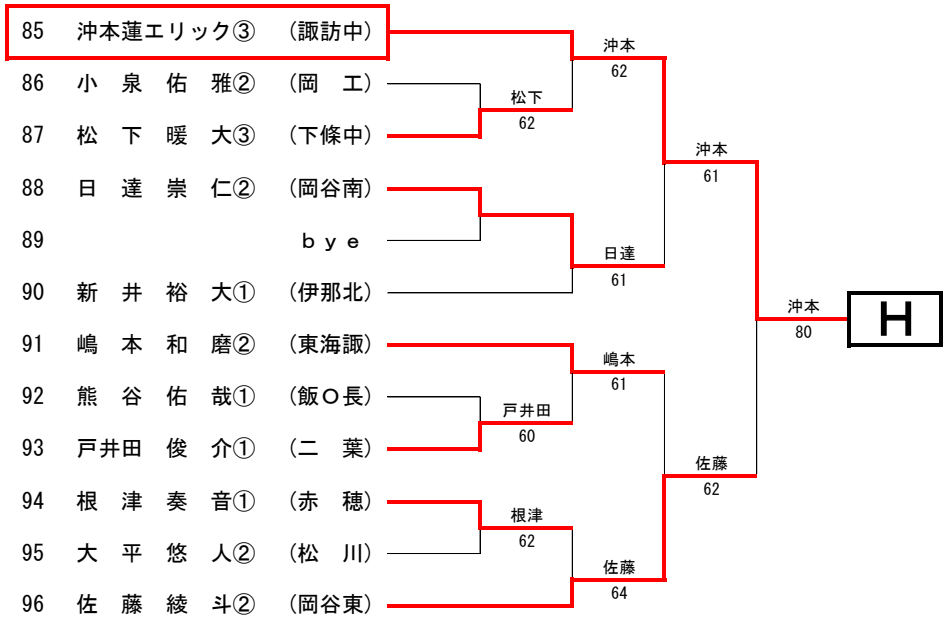 85 沖本蓮エリック③ (諏訪中)
86 小 泉 佑 雅② (岡 工)
87 松 下 暖 大③ (下條中)
88 日 達 崇 仁② (岡谷南)
89 bye
90 新 井 裕 大① (伊那北)
91 嶋 本 和 磨② (東海諏)
92 熊 谷 佑 哉① (飯O長)
93 戸井田 俊 介① (二 葉)
94 根 津 奏 音① (赤 穂)
95 大 平 悠 人② (松 川)
96 佐 藤 綾 斗② (岡谷東)
松下
62
戸井田
60
根津
62
沖本
62
日達
61
嶋本
61
佐藤
64
沖本
61
佐藤
62
沖本
80
H